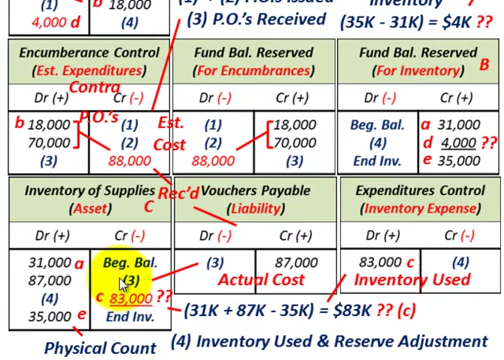 (1) + (2) P.O.'s Issued
(1) b 18,000
4,000 d (4)
(3) P.O.'s Received
Inventory ?
(35K - 31K) = $4K ??
Encumberance Control
(Est. Expenditures)
Contra
Dr (+) Cr (-)
P.O.'s
b 18,000 (1)
70,000 (2)
(3) 88,000
Est.
Cost
Fund Bal. Reserved
(For Encumbrances)
Dr (-) Cr (+)
(1) 18,000
(2) 70,000
88,000 (3)
Fund Bal. Reserved
(For Inventory) B
Dr (-) Cr (+)
Beg. Bal. a 31,000
(4) d 4,000 ??
End Inv. e 35,000
Inventory of Supplies
(Asset) C
Rec'd
Dr (+) Cr (-)
31,000 a Beg. Bal.
87,000 (3)
(4) c 83,000 ??
35,000 e End Inv.
Vouchers Payable
(Liability)
Dr (-) Cr (+)
(3) 87,000
Actual Cost
Expenditures Control
(Inventory Expense)
Dr (+) Cr (-)
83,000 c (4)
Inventory Used
(31K + 87K - 35K) = $83K ?? (c)
Physical Count
(4) Inventory Used & Reserve Adjustment